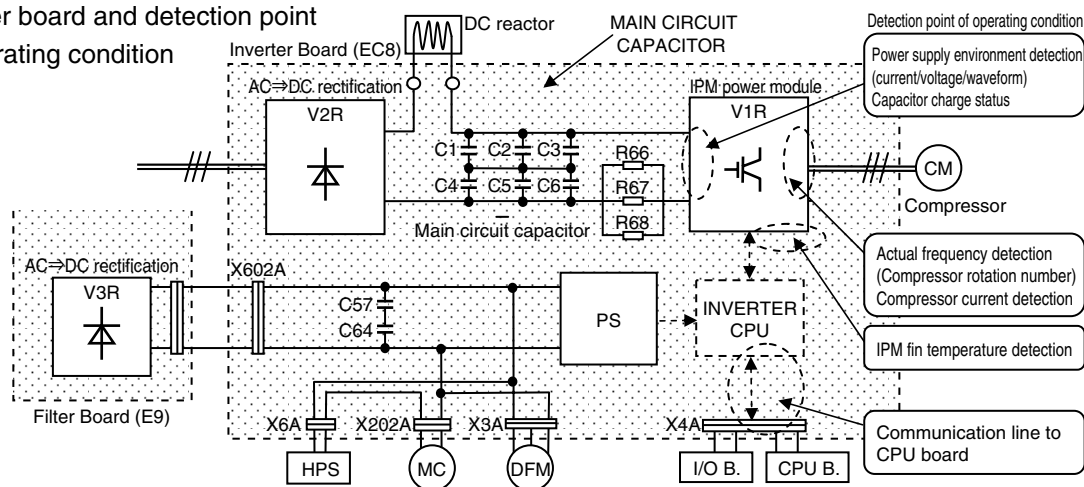 er board and detection point
rating condition
DC reactor
MAIN CIRCUIT
CAPACITOR
Detection point of operating condition
Inverter Board (EC8)
Power supply environment detection
(current/voltage/waveform)
Capacitor charge status
AC⇒DC rectification
IPM power module
V2R
V1R
C1
C2
C3
R66
C4
C5
C6
R67
R68
CM
Compressor
Main circuit capacitor
Actual frequency detection
(Compressor rotation number)
Compressor current detection
AC⇒DC rectification
X602A
V3R
C57
C64
PS
INVERTER
CPU
IPM fin temperature detection
Filter Board (E9)
X6A
X202A
X3A
X4A
Communication line to
CPU board
HPS
MC
DFM
I/O B.
CPU B.